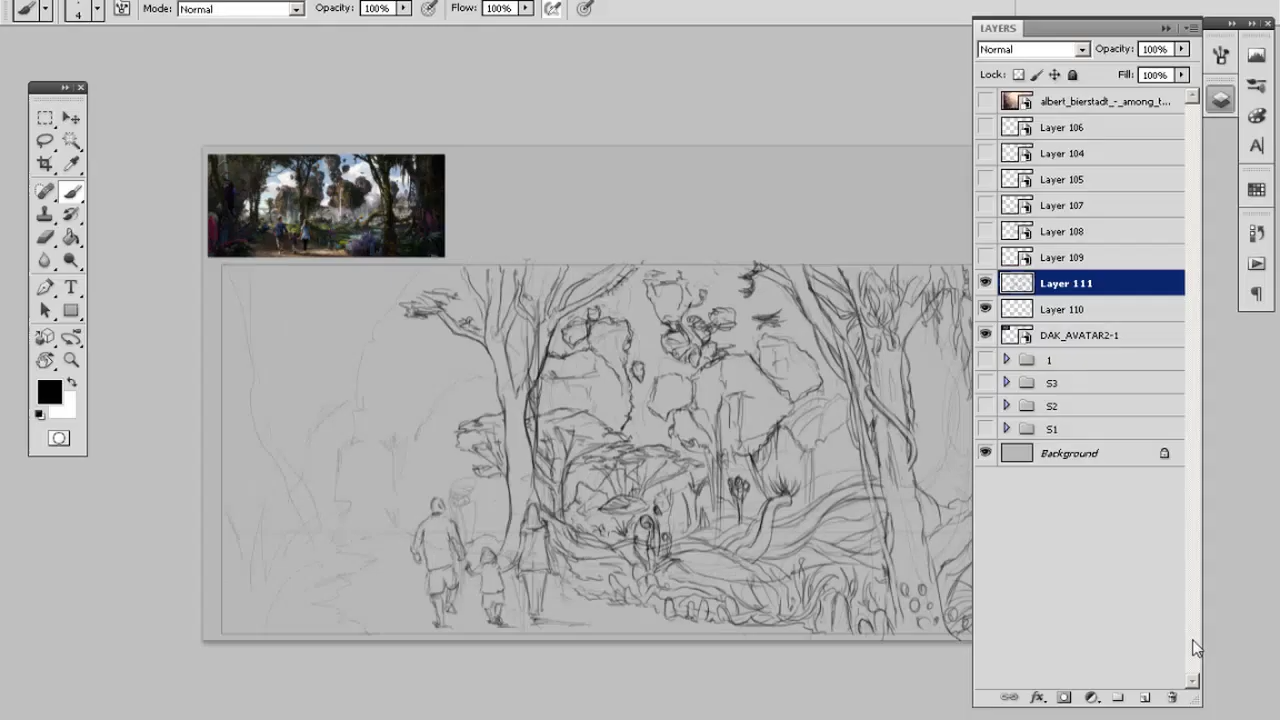 4
Mode: Normal
Opacity: 100%
Flow: 100%
LAYERS
Normal
Opacity: 100%
Lock:
Fill: 100%
albert_bierstadt_-_among_t...
Layer 106
Layer 104
Layer 105
Layer 107
Layer 108
Layer 109
Layer 111
Layer 110
DAK_AVATAR2-1
1
S3
S2
S1
Background